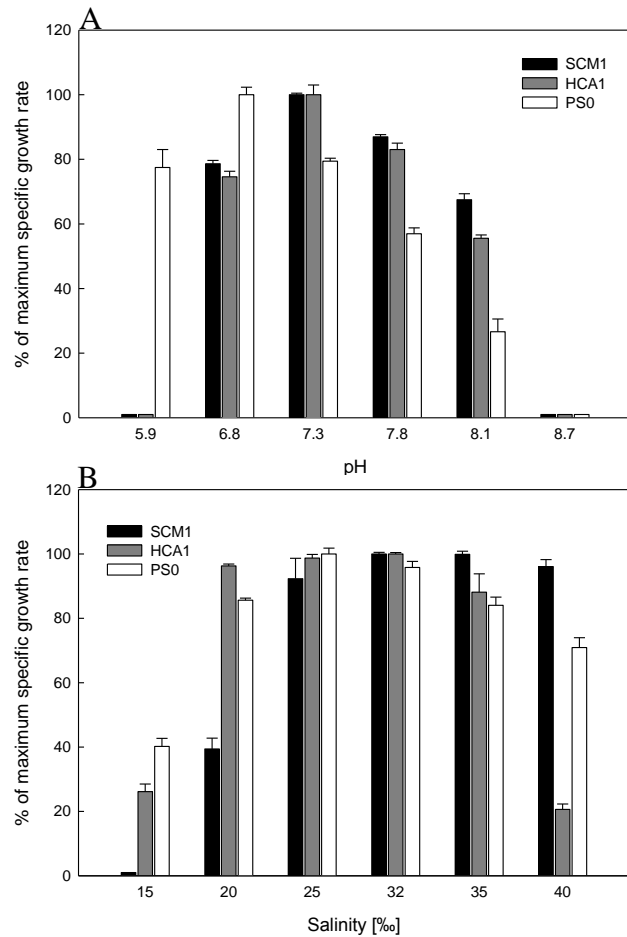 A
120
100
80
60
40
20
0
% of maximum specific growth rate
SCM1
HCA1
PS0
5.9 6.8 7.3 7.8 8.1 8.7
pH
B
120
100
80
60
40
20
0
% of maximum specific growth rate
SCM1
HCA1
PS0
15 20 25 32 35 40
Salinity [‰]